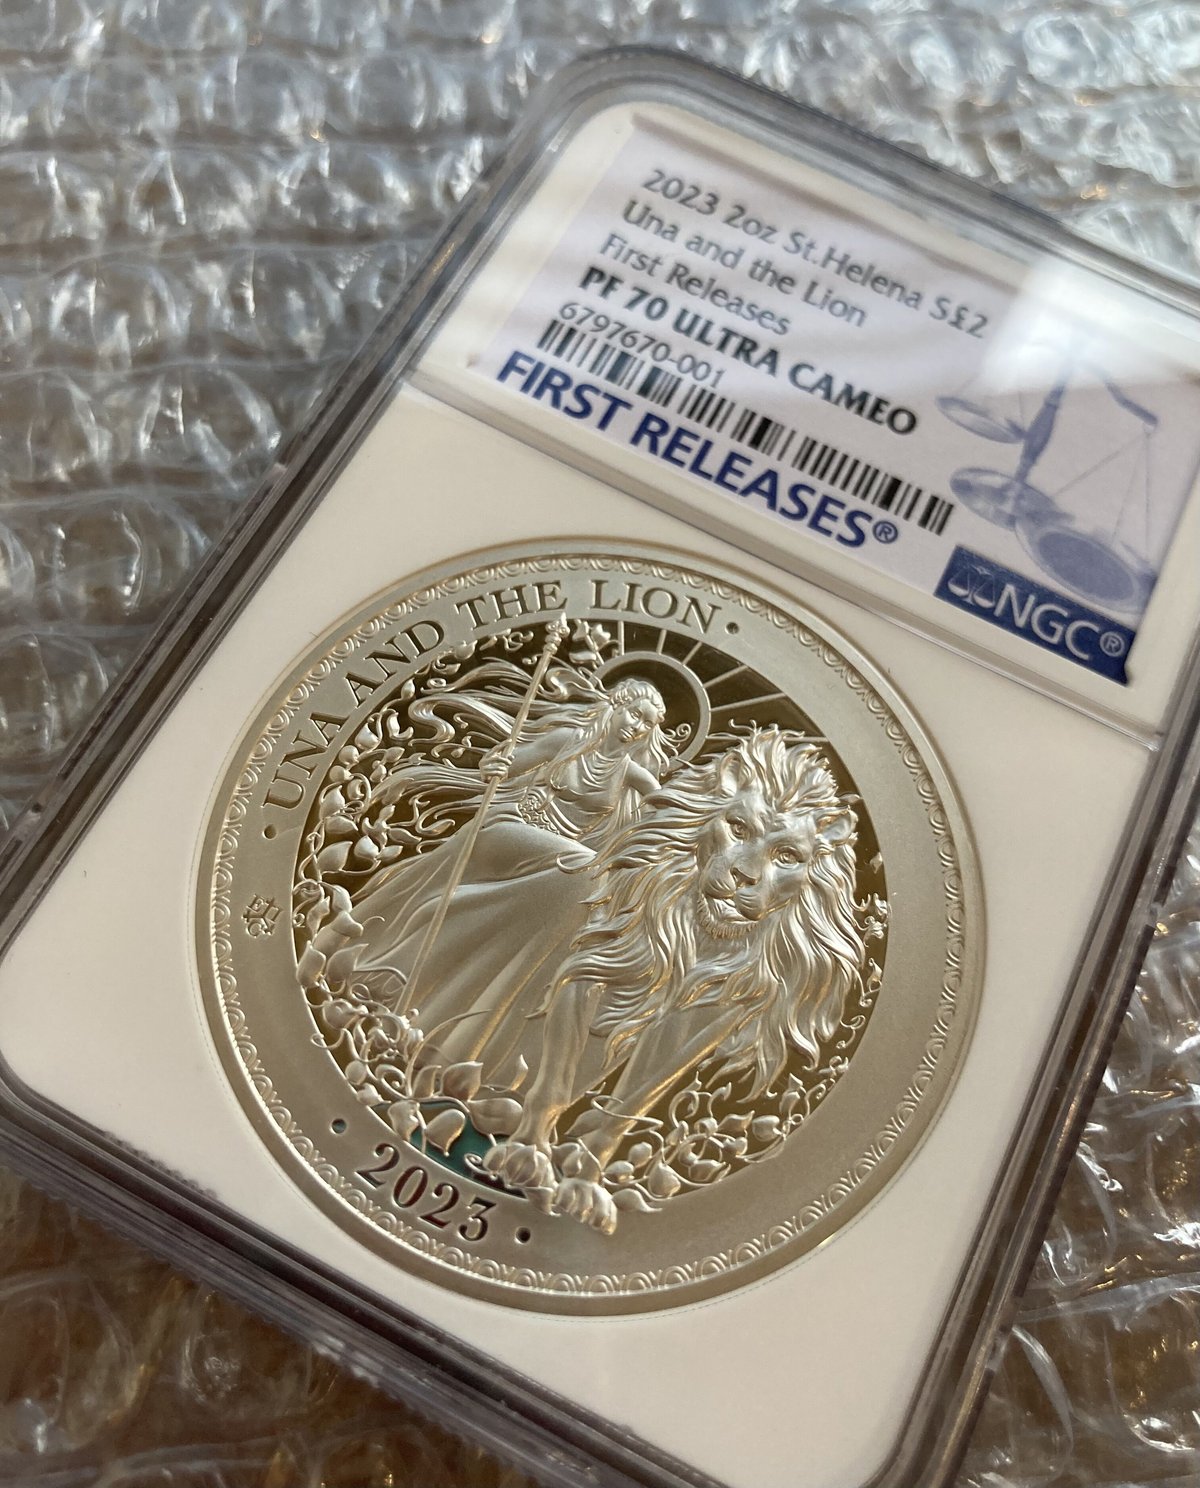 2023 2oz St.Helena S£2
Una and the Lion
First Releases
PF 70 ULTRA CAMEO
6797670-001
FIRST RELEASES®
NGC®
• UNA AND THE LION •
• 2023 •